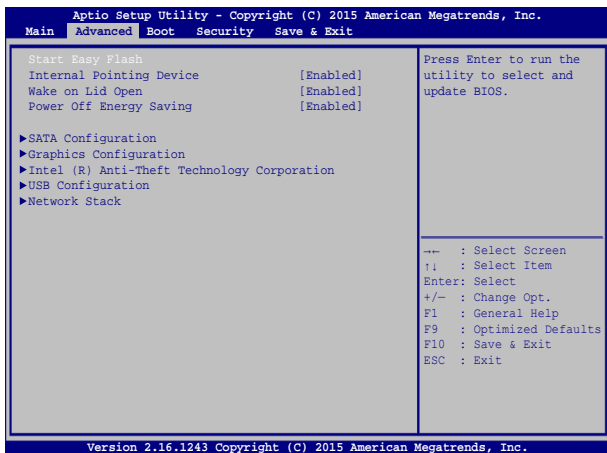 Aptio Setup Utility - Copyright (C) 2015 American Megatrends, Inc.
Main Advanced Boot Security Save & Exit
Start Easy Flash
Internal Pointing Device [Enabled]
Wake on Lid Open [Enabled]
Power Off Energy Saving [Enabled]
▶SATA Configuration
▶Graphics Configuration
▶Intel (R) Anti-Theft Technology Corporation
▶USB Configuration
▶Network Stack
Press Enter to run the
utility to select and
update BIOS.
→← : Select Screen
↑↓ : Select Item
Enter: Select
+/— : Change Opt.
F1 : General Help
F9 : Optimized Defaults
F10 : Save & Exit
ESC : Exit
Version 2.16.1243 Copyright (C) 2015 American Megatrends, Inc.